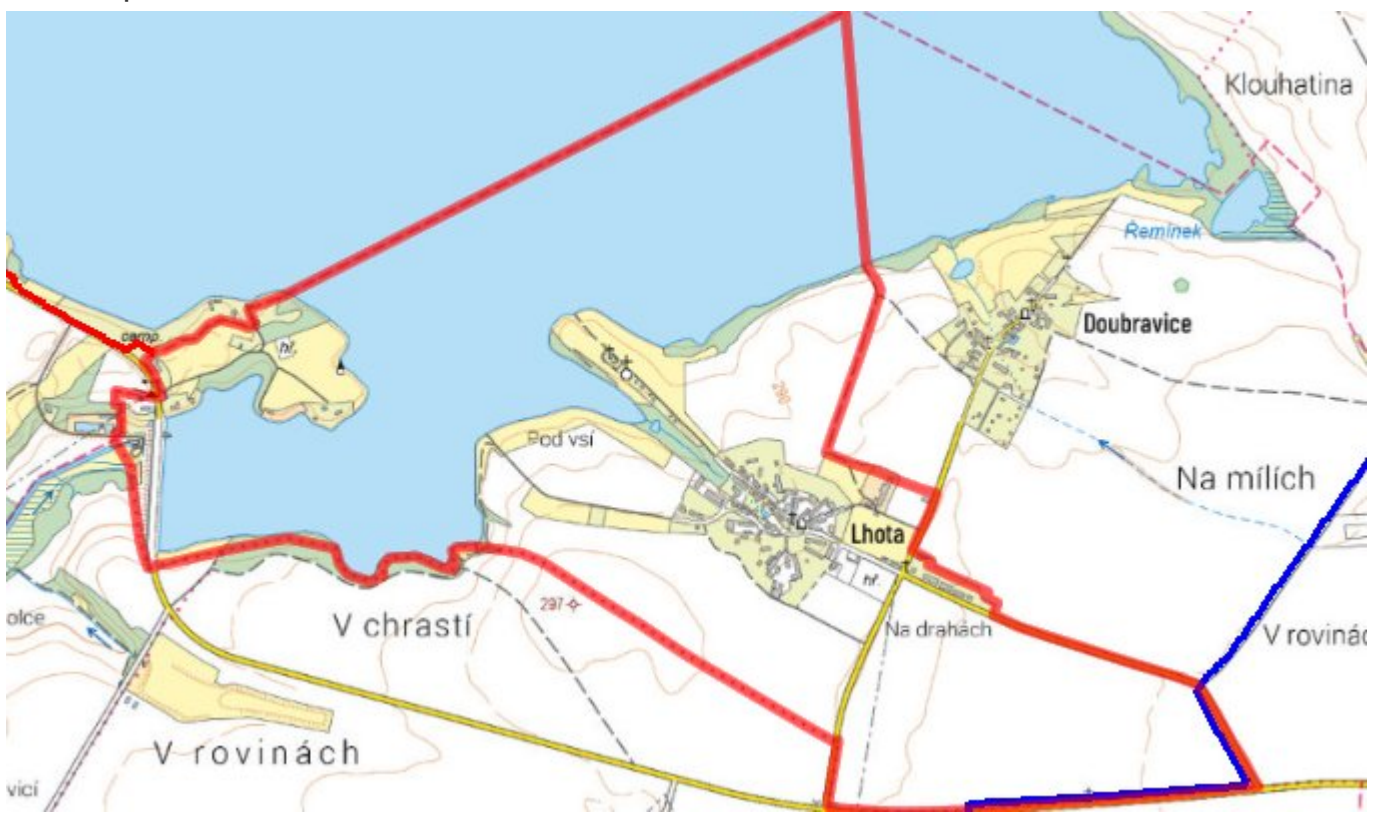 Klouhatina
Řemínek
Doubravice
camp.
hř.
290
Pod vsí
Na mílích
Lhota
hř.
297
olce
V chrastí
Na drahách
V rovinác
V rovinách
vicí